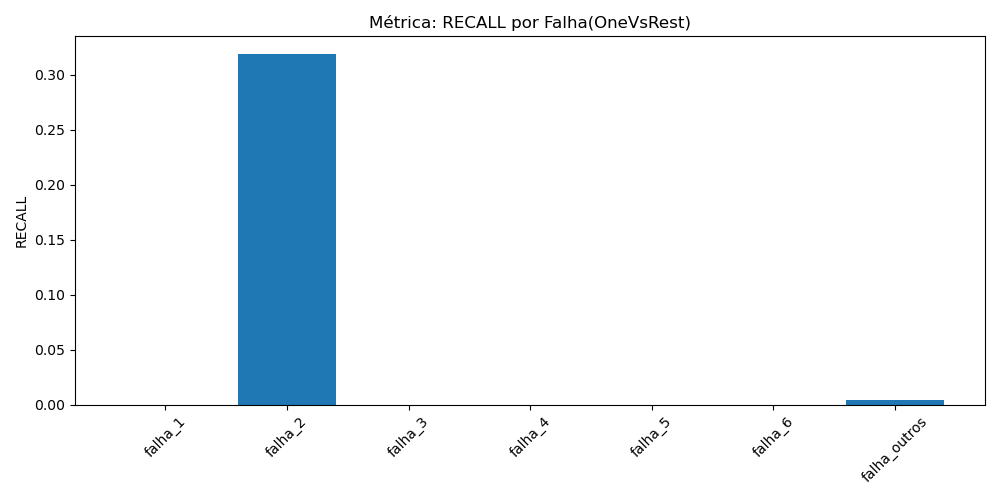 Métrica: RECALL por Falha(OneVsRest)
RECALL
0.30
0.25
0.20
0.15
0.10
0.05
0.00
falha_1
falha_2
falha_3
falha_4
falha_5
falha_6
falha_outros